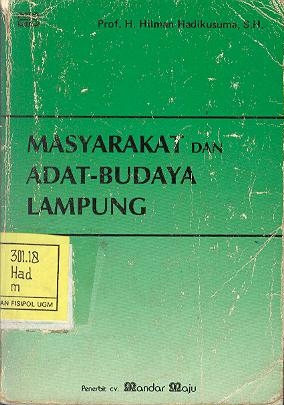 Prof. H. Hilman Hadikusuma, S.H.
MASYARAKAT DAN
ADAT-BUDAYA
LAMPUNG
301.18
Had
m
AN FISIPOL UGM
Penerbit cv. Mandar Maju